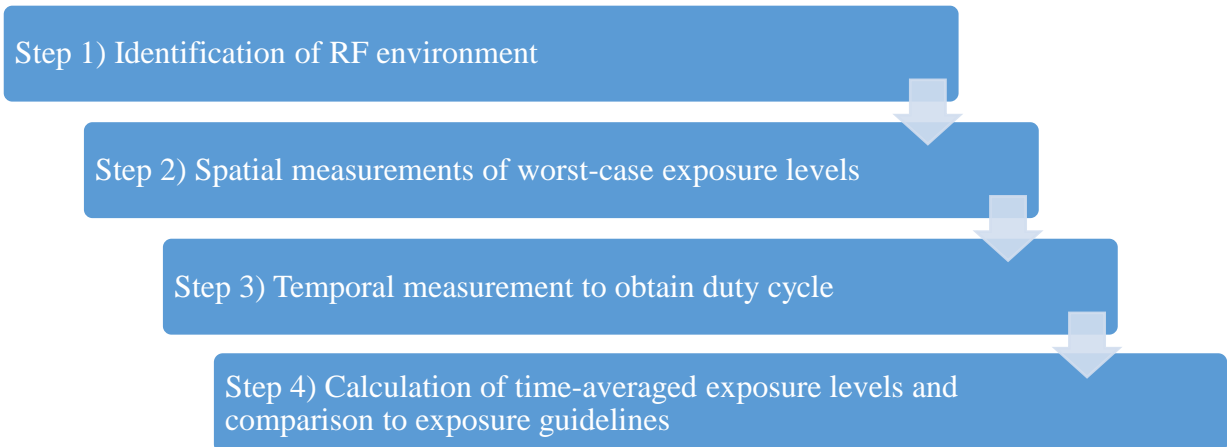 Step 1) Identification of RF environment
Step 2) Spatial measurements of worst-case exposure levels
Step 3) Temporal measurement to obtain duty cycle
Step 4) Calculation of time-averaged exposure levels and
comparison to exposure guidelines